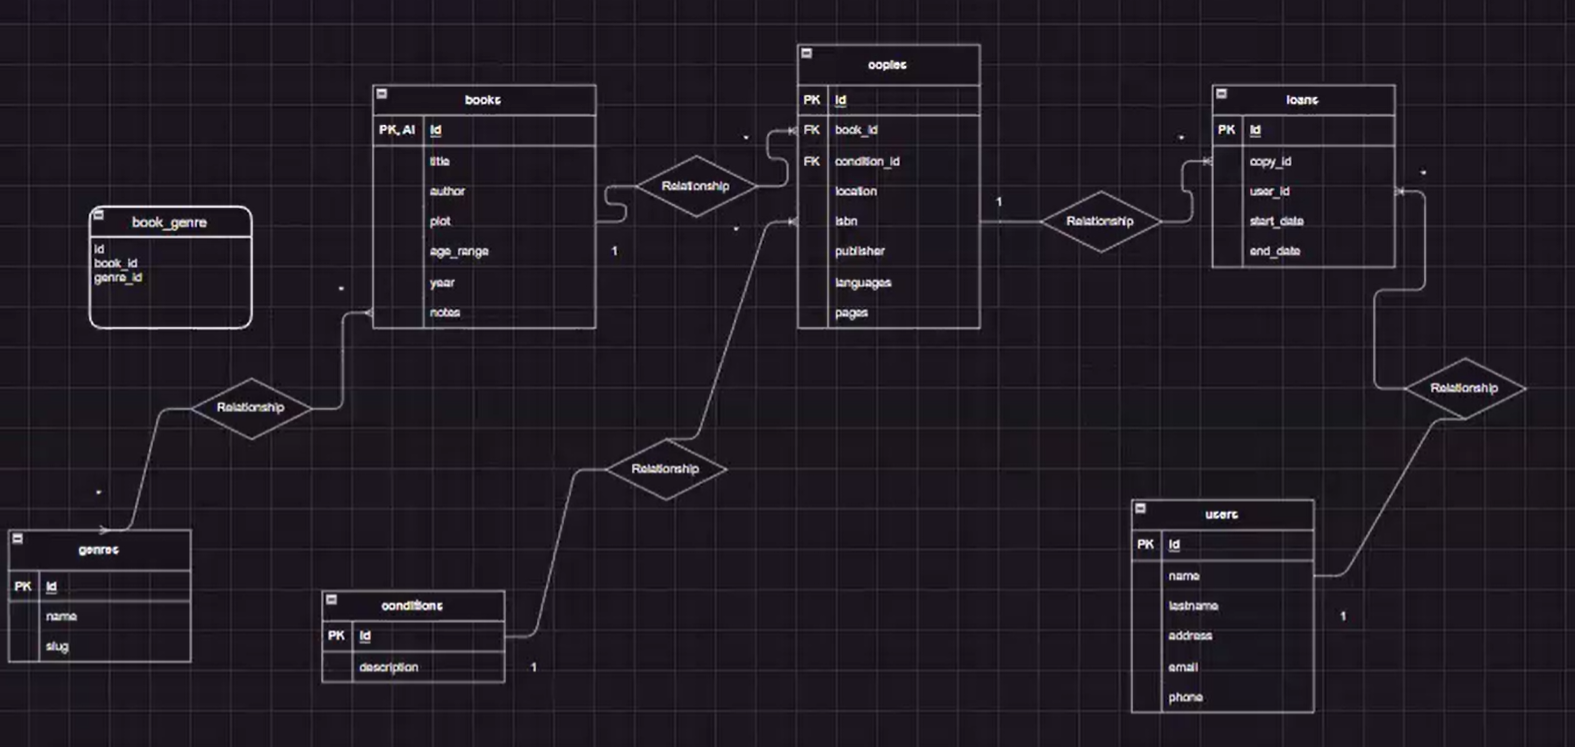 copies
PK id
FK book_id
FK condition_id
location
isbn
publisher
languages
pages
books
PK, AI id
title
author
plot
age_range
year
notes
loans
PK id
copy_id
user_id
start_date
end_date
book_genre
id
book_id
genre_id
Relationship
*
*
1
1
Relationship
*
*
Relationship
*
*
Relationship
Relationship
genres
PK id
name
slug
conditions
PK id
description
1
users
PK id
name
lastname
address
email
phone
1